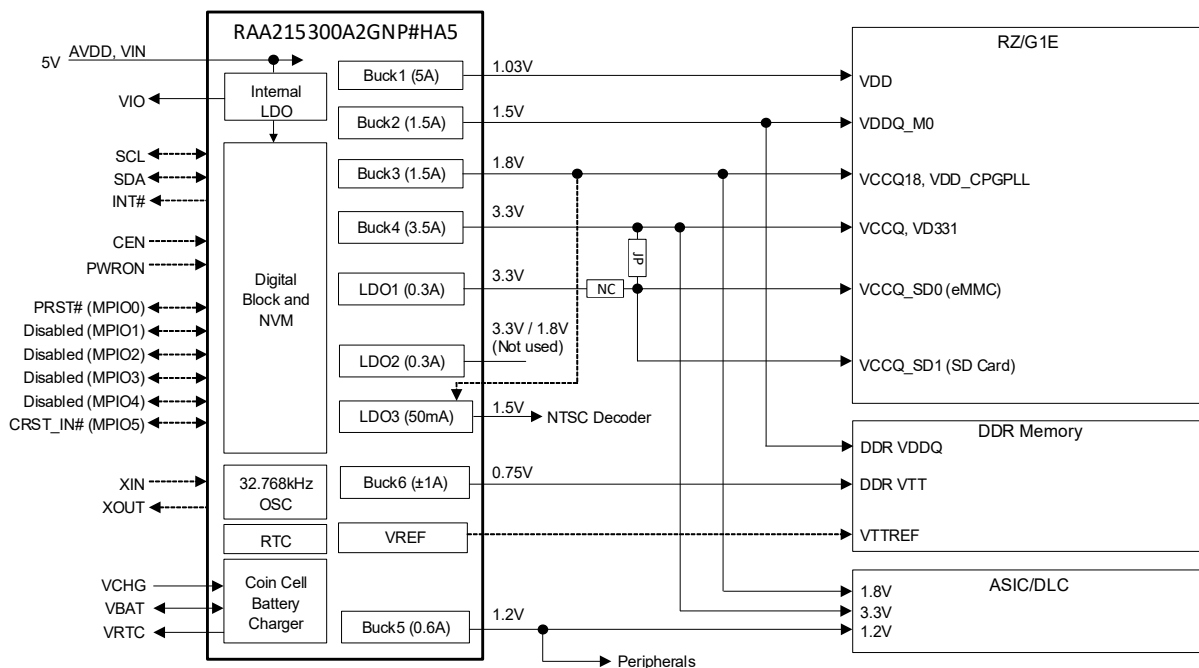 RAA215300A2GNP#HA5
5V
AVDD, VIN
Internal
LDO
VIO
SCL
SDA
INT#
CEN
PWRON
Digital
Block and
NVM
PRST# (MPIO0)
Disabled (MPIO1)
Disabled (MPIO2)
Disabled (MPIO3)
Disabled (MPIO4)
CRST_IN# (MPIO5)
XIN
XOUT
32.768kHz
OSC
RTC
VCHG
VBAT
VRTC
Coin Cell
Battery
Charger
Buck1 (5A)
1.03V
Buck2 (1.5A)
1.5V
Buck3 (1.5A)
1.8V
Buck4 (3.5A)
3.3V
JP
LDO1 (0.3A)
3.3V
NC
LDO2 (0.3A)
3.3V / 1.8V
(Not used)
LDO3 (50mA)
1.5V
NTSC Decoder
Buck6 (±1A)
0.75V
VREF
Buck5 (0.6A)
1.2V
Peripherals
RZ/G1E
VDD
VDDQ_M0
VCCQ18, VDD_CPGPLL
VCCQ, VD331
VCCQ_SD0 (eMMC)
VCCQ_SD1 (SD Card)
DDR Memory
DDR VDDQ
DDR VTT
VTTREF
ASIC/DLC
1.8V
3.3V
1.2V